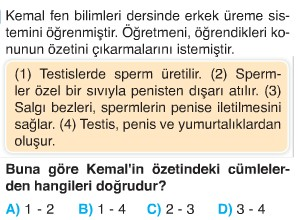 Kemal fen bilimleri dersinde erkek üreme sis-
temini öğrenmiştir. Öğretmeni, öğrendikleri ko-
nunun özetini çıkarmalarını istemiştir.
(1) Testislerde sperm üretilir. (2) Sperm-
ler özel bir sıvıyla penisten dışarı atılır. (3)
Salgı bezleri, spermlerin penise iletilmesini
sağlar. (4) Testis, penis ve yumurtalıklardan
oluşur.
Buna göre Kemal'in özetindeki cümleler-
den hangileri doğrudur?
A) 1 - 2 B) 1 - 4 C) 2 - 3 D) 3 - 4